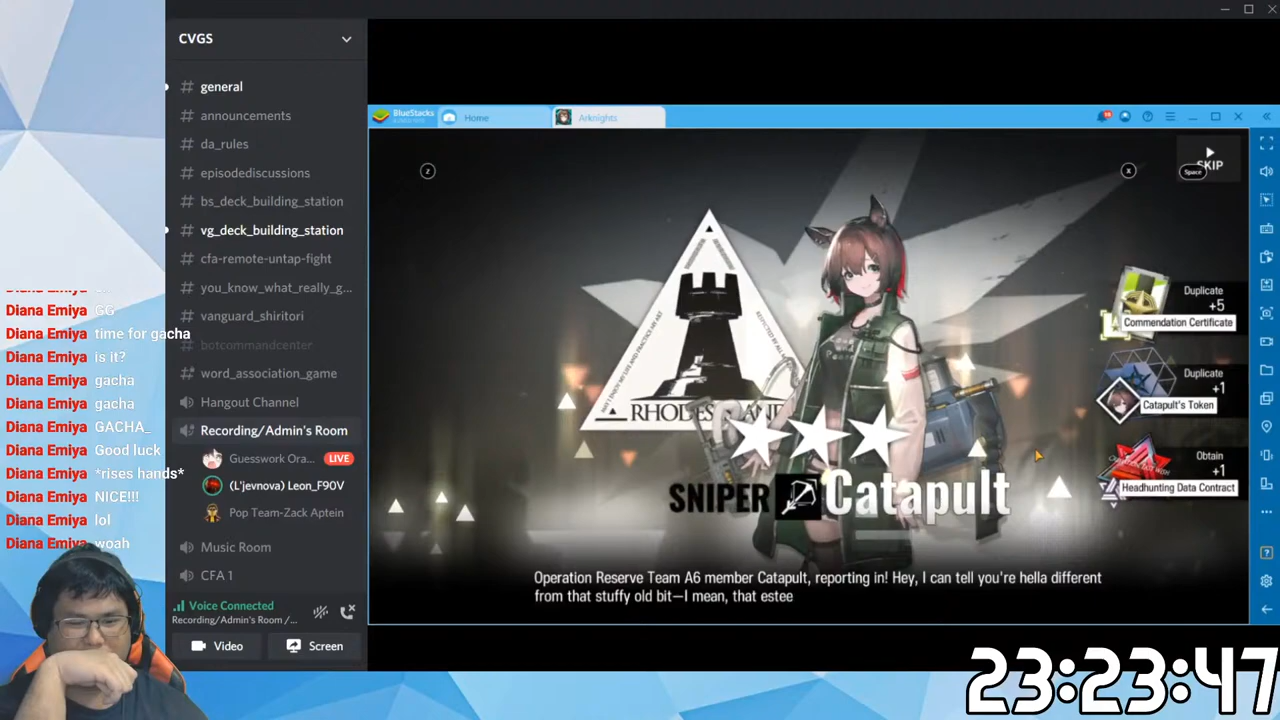 CVGS
general
announcements
da_rules
episodediscussions
bs_deck_building_station
vg_deck_building_station
cfa-remote-untap-fight
you_know_what_really_g...
vanguard_shiritori
botcommandcenter
word_association_game
Hangout Channel
Recording/Admin's Room
Guesswork Ora... LIVE
(L'jevnova) Leon_F90V
Pop Team-Zack Aptein
Music Room
CFA 1
Voice Connected
Recording/Admin's Room /...
Video
Screen
Diana Emiya GG
Diana Emiya time for gacha
Diana Emiya is it?
Diana Emiya gacha
Diana Emiya gacha
Diana Emiya GACHA_
Diana Emiya Good luck
Diana Emiya *rises hands*
Diana Emiya NICE!!!
Diana Emiya lol
Diana Emiya woah
BlueStacks
Home
Arknights
Z
X
SKIP
Space
Duplicate
+5
Commendation Certificate
Duplicate
+1
Catapult's Token
Obtain
+1
Headhunting Data Contract
SNIPER Catapult
Operation Reserve Team A6 member Catapult, reporting in! Hey, I can tell you're hella different
from that stuffy old bit—I mean, that estee
23:23:47